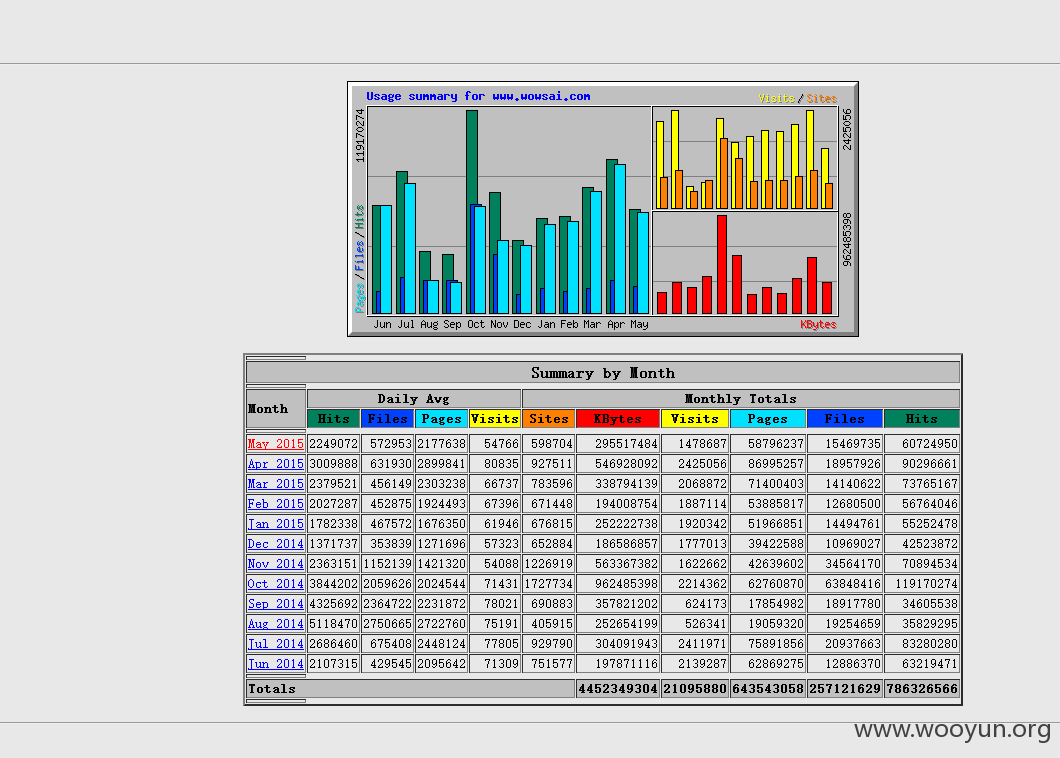 Usage summary for www.wowsai.com
Visits / Sites
119170274
2425056
Pages / Files / Hits
962485398
Jun Jul Aug Sep Oct Nov Dec Jan Feb Mar Apr May
KBytes
Summary by Month
Month Daily Avg Monthly Totals
Hits Files Pages Visits Sites KBytes Visits Pages Files Hits
May 2015 2249072 572953 2177638 54766 598704 295517484 1478687 58796237 15469735 60724950
Apr 2015 3009888 631930 2899841 80835 927511 546928092 2425056 86995257 18957926 90296661
Mar 2015 2379521 456149 2303238 66737 783596 338794139 2068872 71400403 14140622 73765167
Feb 2015 2027287 452875 1924493 67396 671448 194008754 1887114 53885817 12680500 56764046
Jan 2015 1782338 467572 1676350 61946 676815 252222738 1920342 51966851 14494761 55252478
Dec 2014 1371737 353839 1271696 57323 652884 186586857 1777013 39422588 10969027 42523872
Nov 2014 2363151 1152139 1421320 54088 1226919 563367382 1622662 42639602 34564170 70894534
Oct 2014 3844202 2059626 2024544 71431 1727734 962485398 2214362 62760870 63848416 119170274
Sep 2014 4325692 2364722 2231872 78021 690883 357821202 624173 17854982 18917780 34605538
Aug 2014 5118470 2750665 2722760 75191 405915 252654199 526341 19059320 19254659 35829295
Jul 2014 2686460 675408 2448124 77805 929790 304091943 2411971 75891856 20937663 83280280
Jun 2014 2107315 429545 2095642 71309 751577 197871116 2139287 62869275 12886370 63219471
Totals 4452349304 21095880 643543058 257121629 786326566
www.wooyun.org